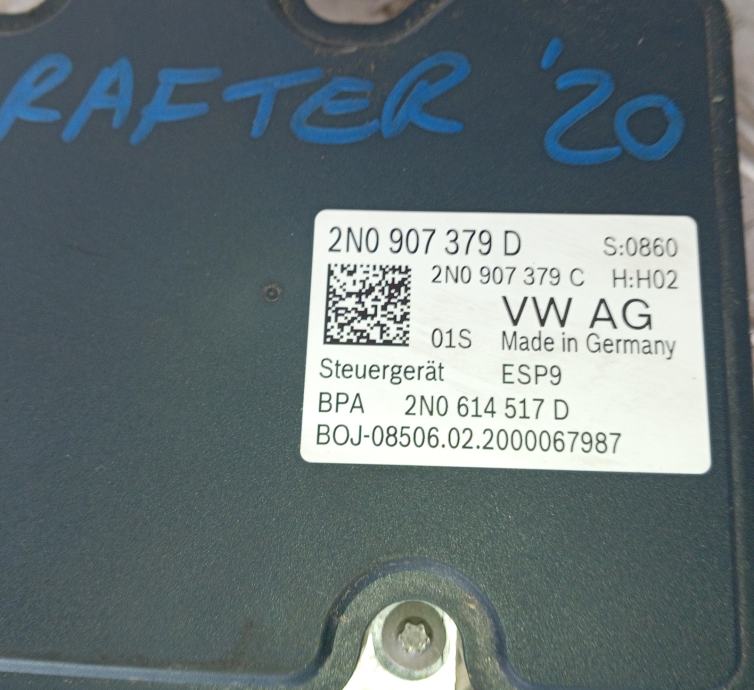 RAFTER '20
2N0 907 379 D S:0860
2N0 907 379 C H:H02
VW AG
01S Made in Germany
Steuergerät ESP9
BPA 2N0 614 517 D
BOJ-08506.02.2000067987